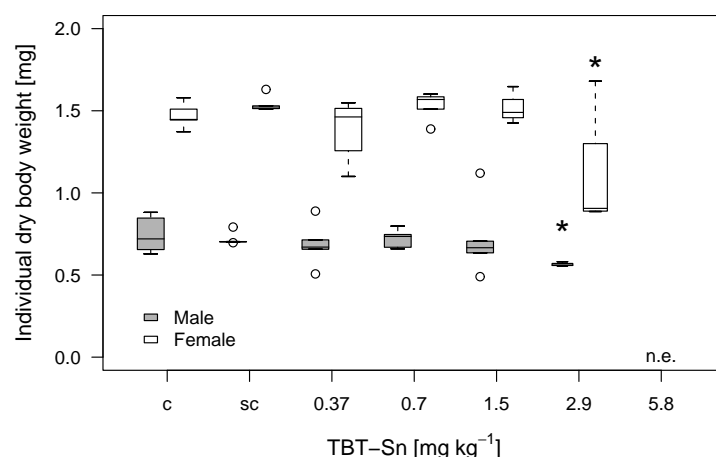 Individual dry body weight [mg]
2.0
1.5
1.0
0.5
0.0
*
*
Male
Female
n.e.
c sc 0.37 0.7 1.5 2.9 5.8
TBT−Sn [mg kg⁻¹]